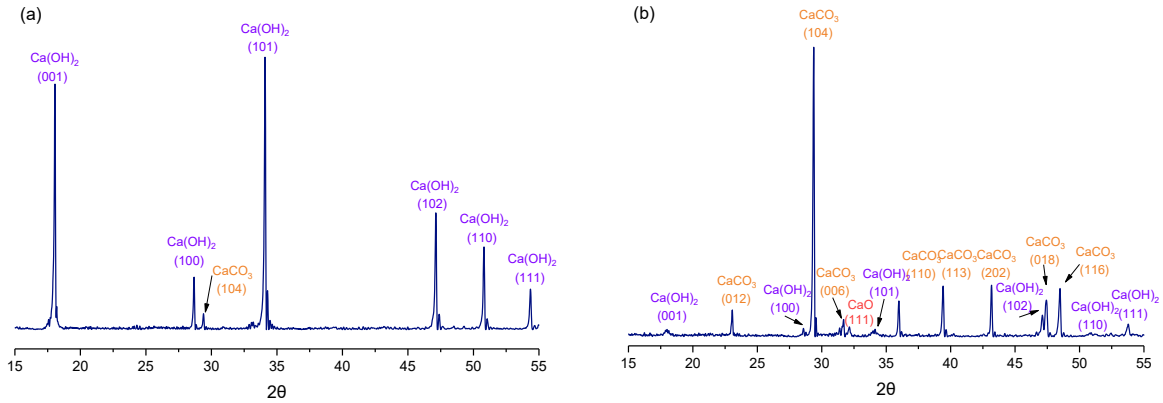 (a)
Ca(OH)₂
(001)
Ca(OH)₂
(100)
CaCO₃
(104)
Ca(OH)₂
(101)
Ca(OH)₂
(102)
Ca(OH)₂
(110)
Ca(OH)₂
(111)
15 20 25 30 35 40 45 50 55
2θ
(b)
CaCO₃
(104)
Ca(OH)₂
(001)
CaCO₃
(012)
Ca(OH)₂
(100)
CaCO₃
(006)
CaO
(111)
Ca(OH)₂
(101)
CaCO₃
(110)
CaCO₃
(113)
CaCO₃
(202)
Ca(OH)₂
(102)
CaCO₃
(018)
CaCO₃
(116)
Ca(OH)₂
(110)
Ca(OH)₂
(111)
15 20 25 30 35 40 45 50 55
2θ